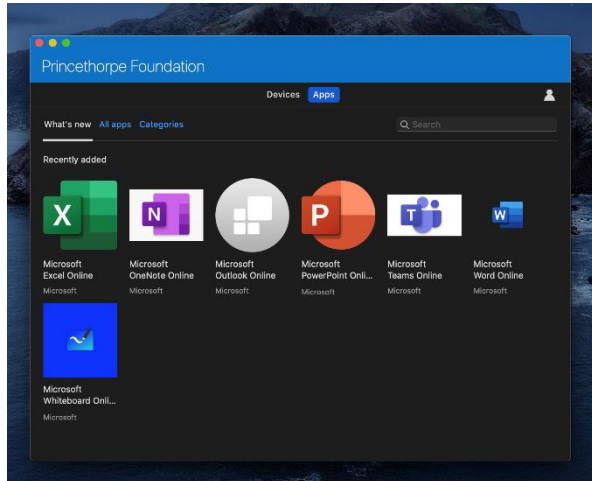 Princethorpe Foundation
Devices Apps
What's new All apps Categories
Search
Recently added
X
N
P
T
W
Microsoft
Excel Online
Microsoft
Microsoft
OneNote Online
Microsoft
Microsoft
Outlook Online
Microsoft
Microsoft
PowerPoint Onli...
Microsoft
Microsoft
Teams Online
Microsoft
Microsoft
Word Online
Microsoft
Microsoft
Whiteboard Onli...
Microsoft